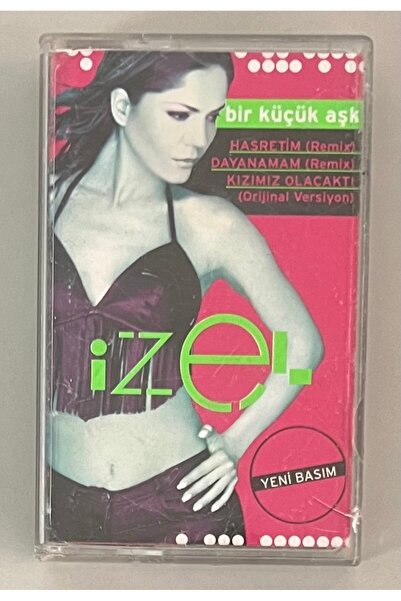 bir küçük aşk
HASRETİM (Remix)
DAYANAMAM (Remix)
KIZIMIZ OLACAKTI
(Orijinal Versiyon)
izel
YENİ BASIM